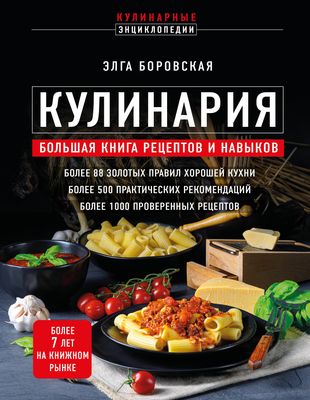 КУЛИНАРНЫЕ
ЭНЦИКЛОПЕДИИ
ЭЛГА БОРОВСКАЯ
КУЛИНАРИЯ
БОЛЬШАЯ КНИГА РЕЦЕПТОВ И НАВЫКОВ
БОЛЕЕ 88 ЗОЛОТЫХ ПРАВИЛ ХОРОШЕЙ КУХНИ
БОЛЕЕ 500 ПРАКТИЧЕСКИХ РЕКОМЕНДАЦИЙ
БОЛЕЕ 1000 ПРОВЕРЕННЫХ РЕЦЕПТОВ
БОЛЕЕ
7 ЛЕТ
НА КНИЖНОМ
РЫНКЕ